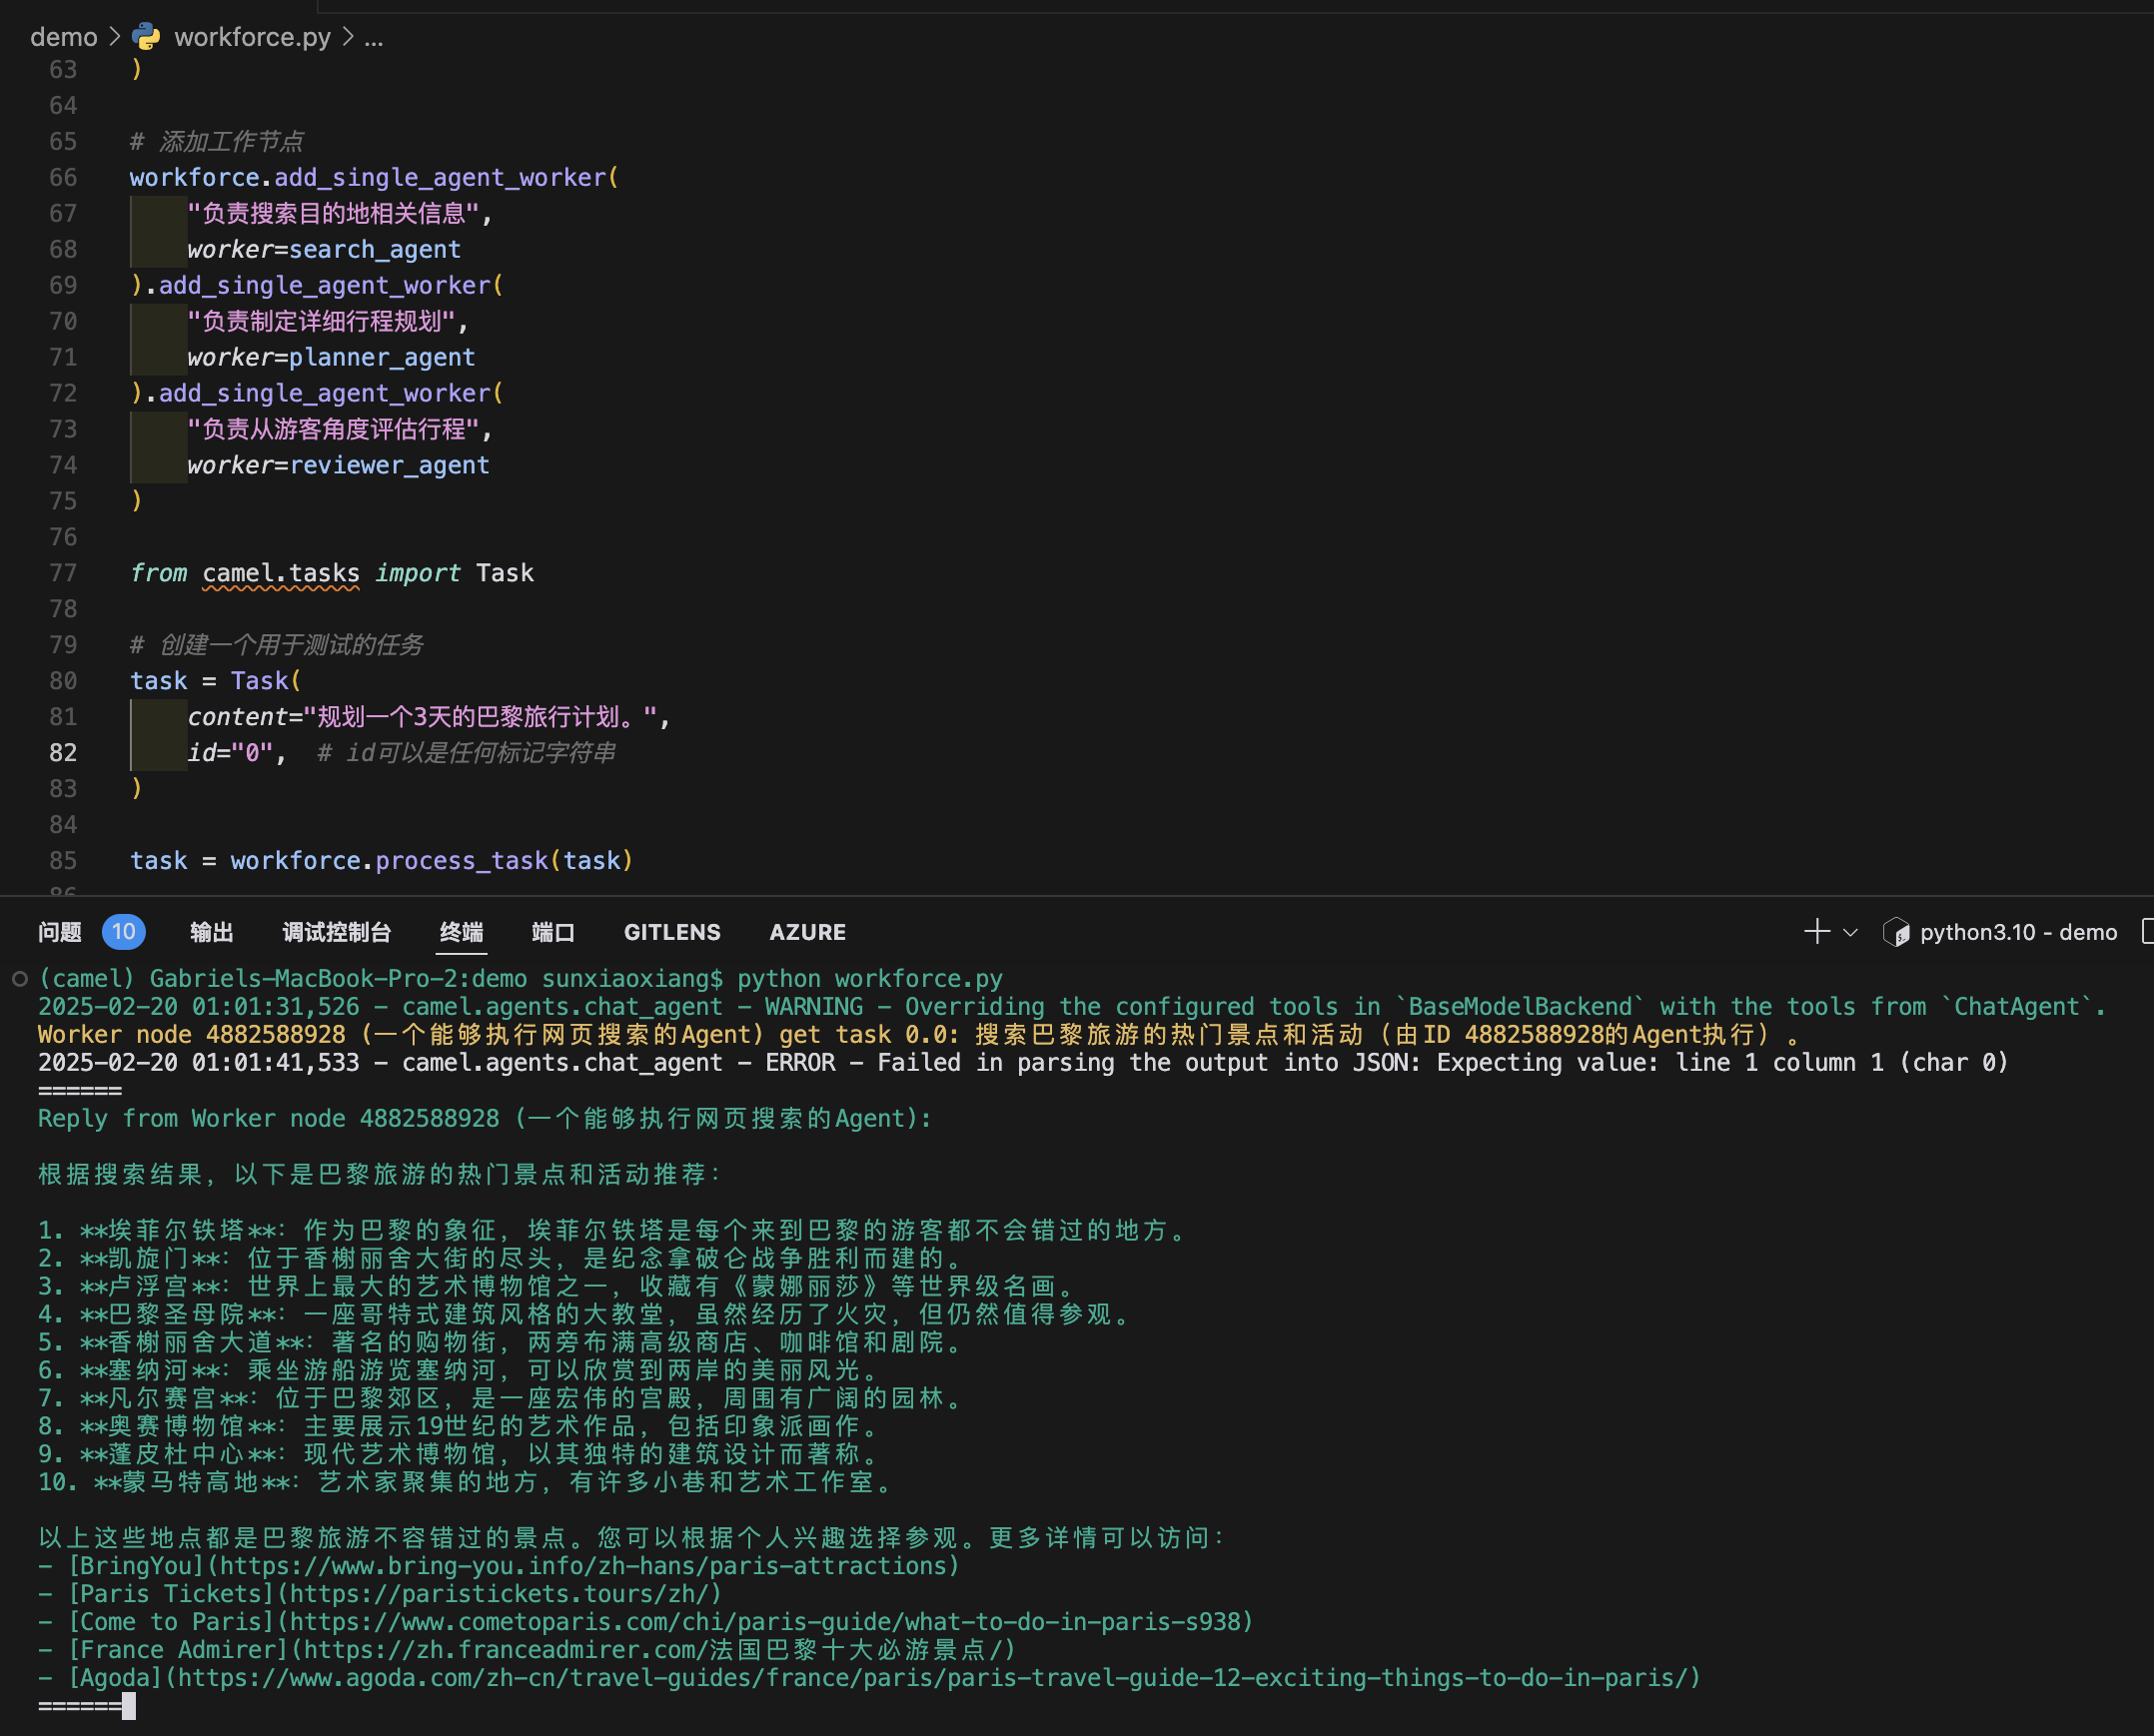 demo > workforce.py > ...
63 )
64
65 # 添加工作节点
66 workforce.add_single_agent_worker(
67     "负责搜索目的地相关信息",
68     worker=search_agent
69 ).add_single_agent_worker(
70     "负责制定详细行程规划",
71     worker=planner_agent
72 ).add_single_agent_worker(
73     "负责从游客角度评估行程",
74     worker=reviewer_agent
75 )
76
77 from camel.tasks import Task
78
79 # 创建一个用于测试的任务
80 task = Task(
81     content="规划一个3天的巴黎旅行计划。",
82     id="0",  # id可以是任何标记字符串
83 )
84
85 task = workforce.process_task(task)
86
问题 10 输出 调试控制台 终端 端口 GITLENS AZURE python3.10 - demo
(camel) Gabriels-MacBook-Pro-2:demo sunxiaoxiang$ python workforce.py
2025-02-20 01:01:31,526 - camel.agents.chat_agent - WARNING - Overriding the configured tools in `BaseModelBackend` with the tools from `ChatAgent`.
Worker node 4882588928 (一个能够执行网页搜索的Agent) get task 0.0: 搜索巴黎旅游的热门景点和活动 (由ID 4882588928的Agent执行) 。
2025-02-20 01:01:41,533 - camel.agents.chat_agent - ERROR - Failed in parsing the output into JSON: Expecting value: line 1 column 1 (char 0)
======
Reply from Worker node 4882588928 (一个能够执行网页搜索的Agent):
根据搜索结果，以下是巴黎旅游的热门景点和活动推荐：
1. **埃菲尔铁塔**：作为巴黎的象征，埃菲尔铁塔是每个来到巴黎的游客都不会错过的地方。
2. **凯旋门**：位于香榭丽舍大街的尽头，是纪念拿破仑战争胜利而建的。
3. **卢浮宫**：世界上最大的艺术博物馆之一，收藏有《蒙娜丽莎》等世界级名画。
4. **巴黎圣母院**：一座哥特式建筑风格的大教堂，虽然经历了火灾，但仍然值得参观。
5. **香榭丽舍大道**：著名的购物街，两旁布满高级商店、咖啡馆和剧院。
6. **塞纳河**：乘坐游船游览塞纳河，可以欣赏到两岸的美丽风光。
7. **凡尔赛宫**：位于巴黎郊区，是一座宏伟的宫殿，周围有广阔的园林。
8. **奥赛博物馆**：主要展示19世纪的艺术作品，包括印象派画作。
9. **蓬皮杜中心**：现代艺术博物馆，以其独特的建筑设计而著称。
10. **蒙马特高地**：艺术家聚集的地方，有许多小巷和艺术工作室。
以上这些地点都是巴黎旅游不容错过的景点。您可以根据个人兴趣选择参观。更多详情可以访问：
- [BringYou](https://www.bring-you.info/zh-hans/paris-attractions)
- [Paris Tickets](https://paristickets.tours/zh/)
- [Come to Paris](https://www.cometoparis.com/chi/paris-guide/what-to-do-in-paris-s938)
- [France Admirer](https://zh.franceadmirer.com/法国巴黎十大必游景点/)
- [Agoda](https://www.agoda.com/zh-cn/travel-guides/france/paris/paris-travel-guide-12-exciting-things-to-do-in-paris/)
======